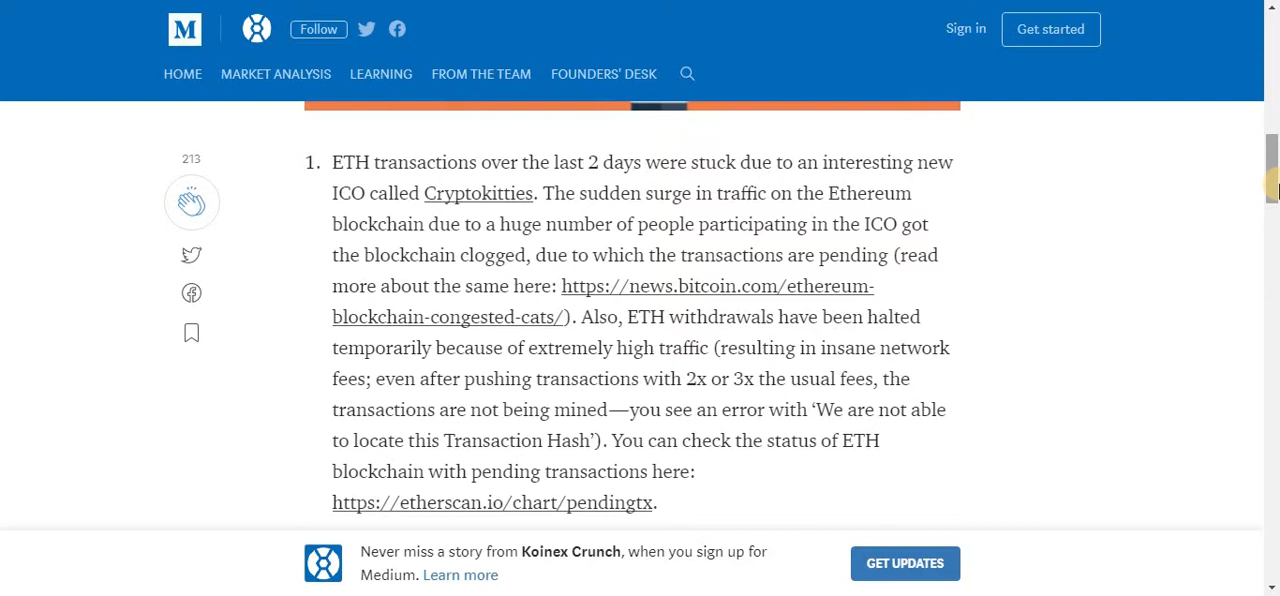 M
Follow
Sign in
Get started
HOME
MARKET ANALYSIS
LEARNING
FROM THE TEAM
FOUNDERS' DESK
213
1. ETH transactions over the last 2 days were stuck due to an interesting new
ICO called Cryptokitties. The sudden surge in traffic on the Ethereum
blockchain due to a huge number of people participating in the ICO got
the blockchain clogged, due to which the transactions are pending (read
more about the same here: https://news.bitcoin.com/ethereum-
blockchain-congested-cats/). Also, ETH withdrawals have been halted
temporarily because of extremely high traffic (resulting in insane network
fees; even after pushing transactions with 2x or 3x the usual fees, the
transactions are not being mined—you see an error with ‘We are not able
to locate this Transaction Hash’). You can check the status of ETH
blockchain with pending transactions here:
https://etherscan.io/chart/pendingtx.
Never miss a story from Koinex Crunch, when you sign up for
Medium. Learn more
GET UPDATES